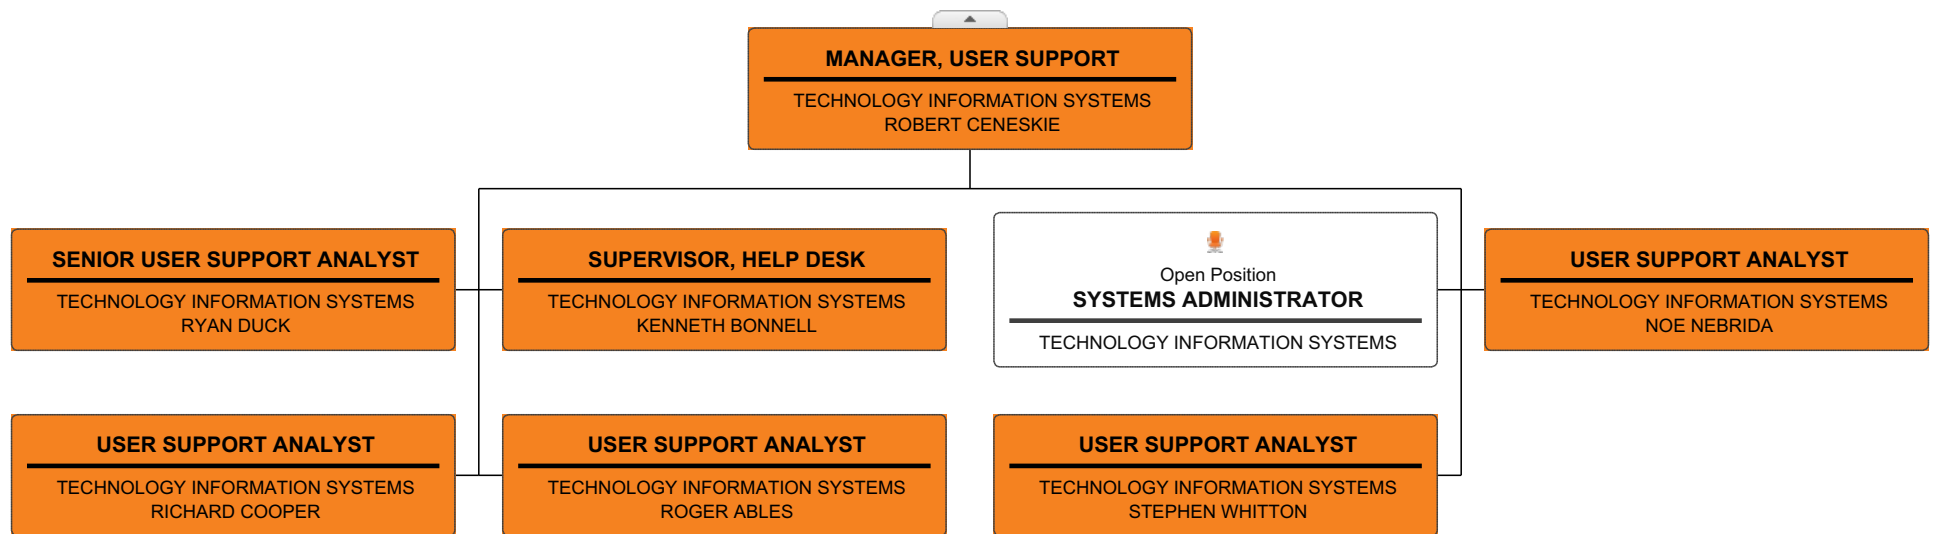 MANAGER, USER SUPPORT
TECHNOLOGY INFORMATION SYSTEMS
ROBERT CENESKIE
SENIOR USER SUPPORT ANALYST
TECHNOLOGY INFORMATION SYSTEMS
RYAN DUCK
SUPERVISOR, HELP DESK
TECHNOLOGY INFORMATION SYSTEMS
KENNETH BONNELL
Open Position
SYSTEMS ADMINISTRATOR
TECHNOLOGY INFORMATION SYSTEMS
USER SUPPORT ANALYST
TECHNOLOGY INFORMATION SYSTEMS
NOE NEBRIDA
USER SUPPORT ANALYST
TECHNOLOGY INFORMATION SYSTEMS
RICHARD COOPER
USER SUPPORT ANALYST
TECHNOLOGY INFORMATION SYSTEMS
ROGER ABLES
USER SUPPORT ANALYST
TECHNOLOGY INFORMATION SYSTEMS
STEPHEN WHITTON